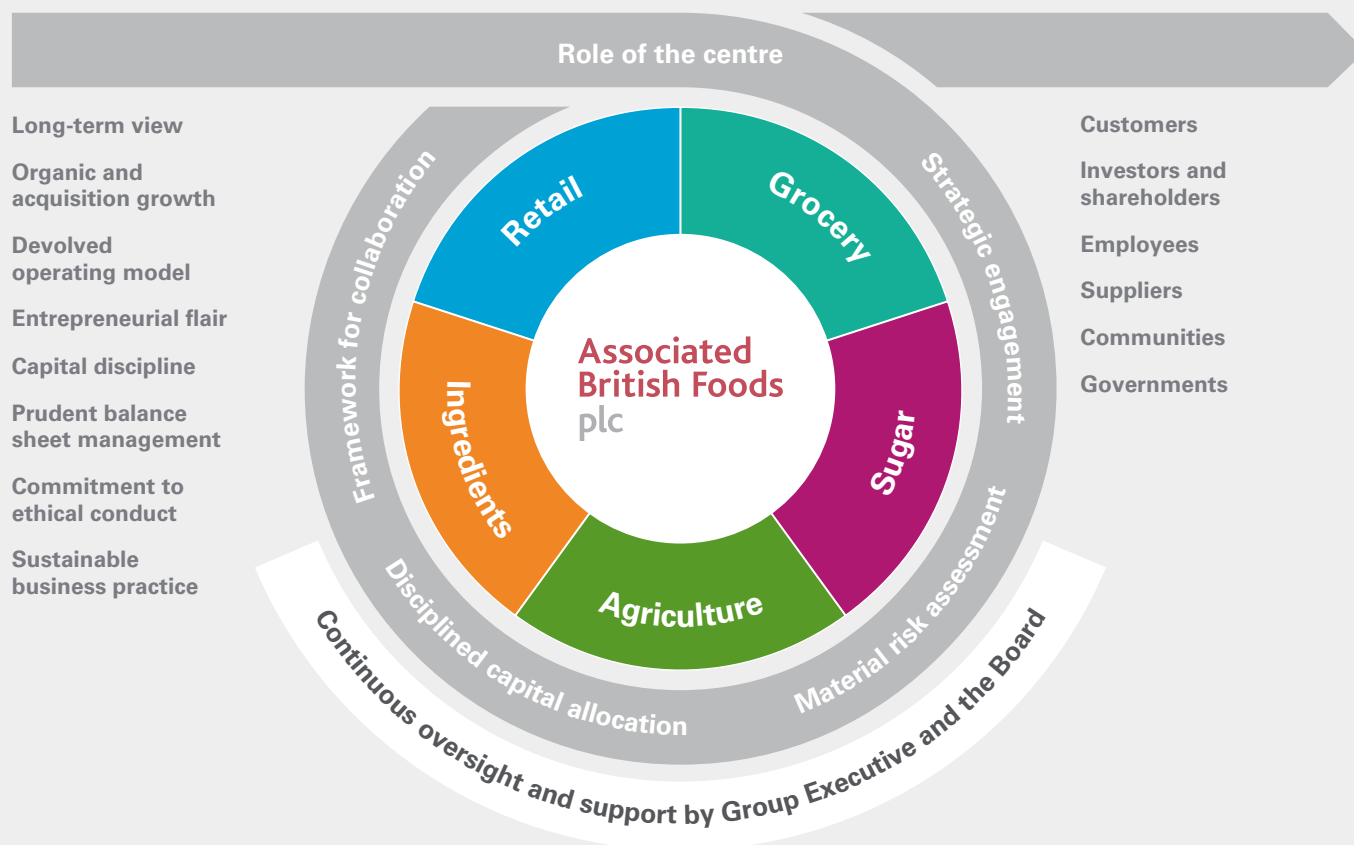 Role of the centre
Long-term view
Organic and
acquisition growth
Devolved
operating model
Entrepreneurial flair
Capital discipline
Prudent balance
sheet management
Commitment to
ethical conduct
Sustainable
business practice
Framework for collaboration
Strategic engagement
Material risk assessment
Disciplined capital allocation
Retail
Grocery
Sugar
Agriculture
Ingredients
Associated
British Foods
plc
Continuous oversight and support by Group Executive and the Board
Customers
Investors and
shareholders
Employees
Suppliers
Communities
Governments